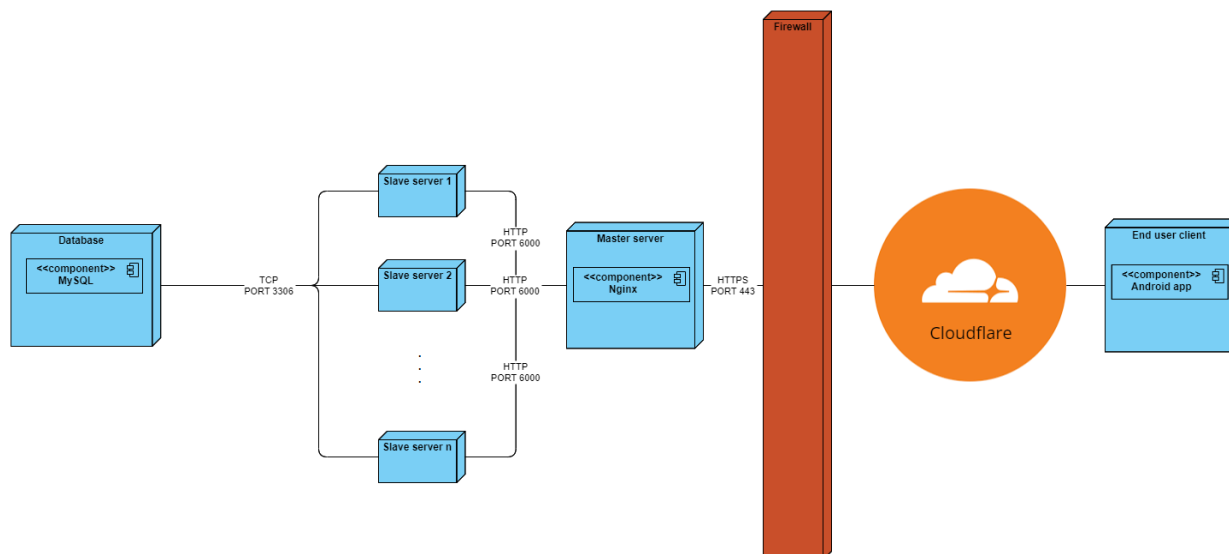 Firewall
Slave server 1
HTTP
PORT 6000
Database
<<component>>
MySQL
TCP
PORT 3306
Slave server 2
HTTP
PORT 6000
Master server
<<component>>
Nginx
HTTPS
PORT 443
Cloudflare
End user client
<<component>>
Android app
.
.
.
HTTP
PORT 6000
Slave server n